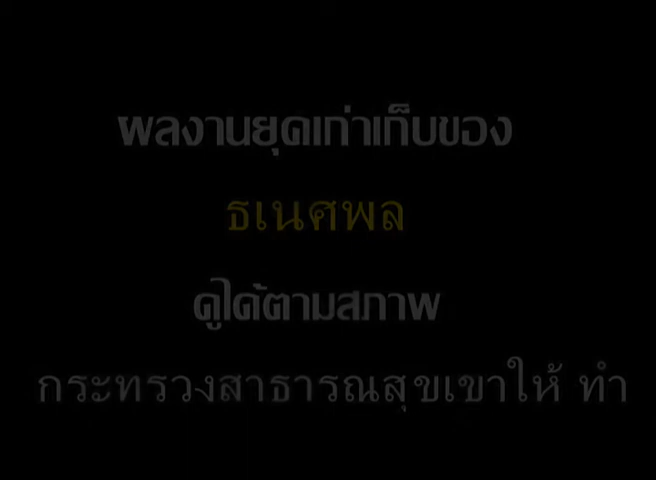 ผลงานยุคเก่าเก็บของ
ธเนศพล
ดูได้ตามสภาพ
กระทรวงสาธารณสุขเขาให้ ทำ